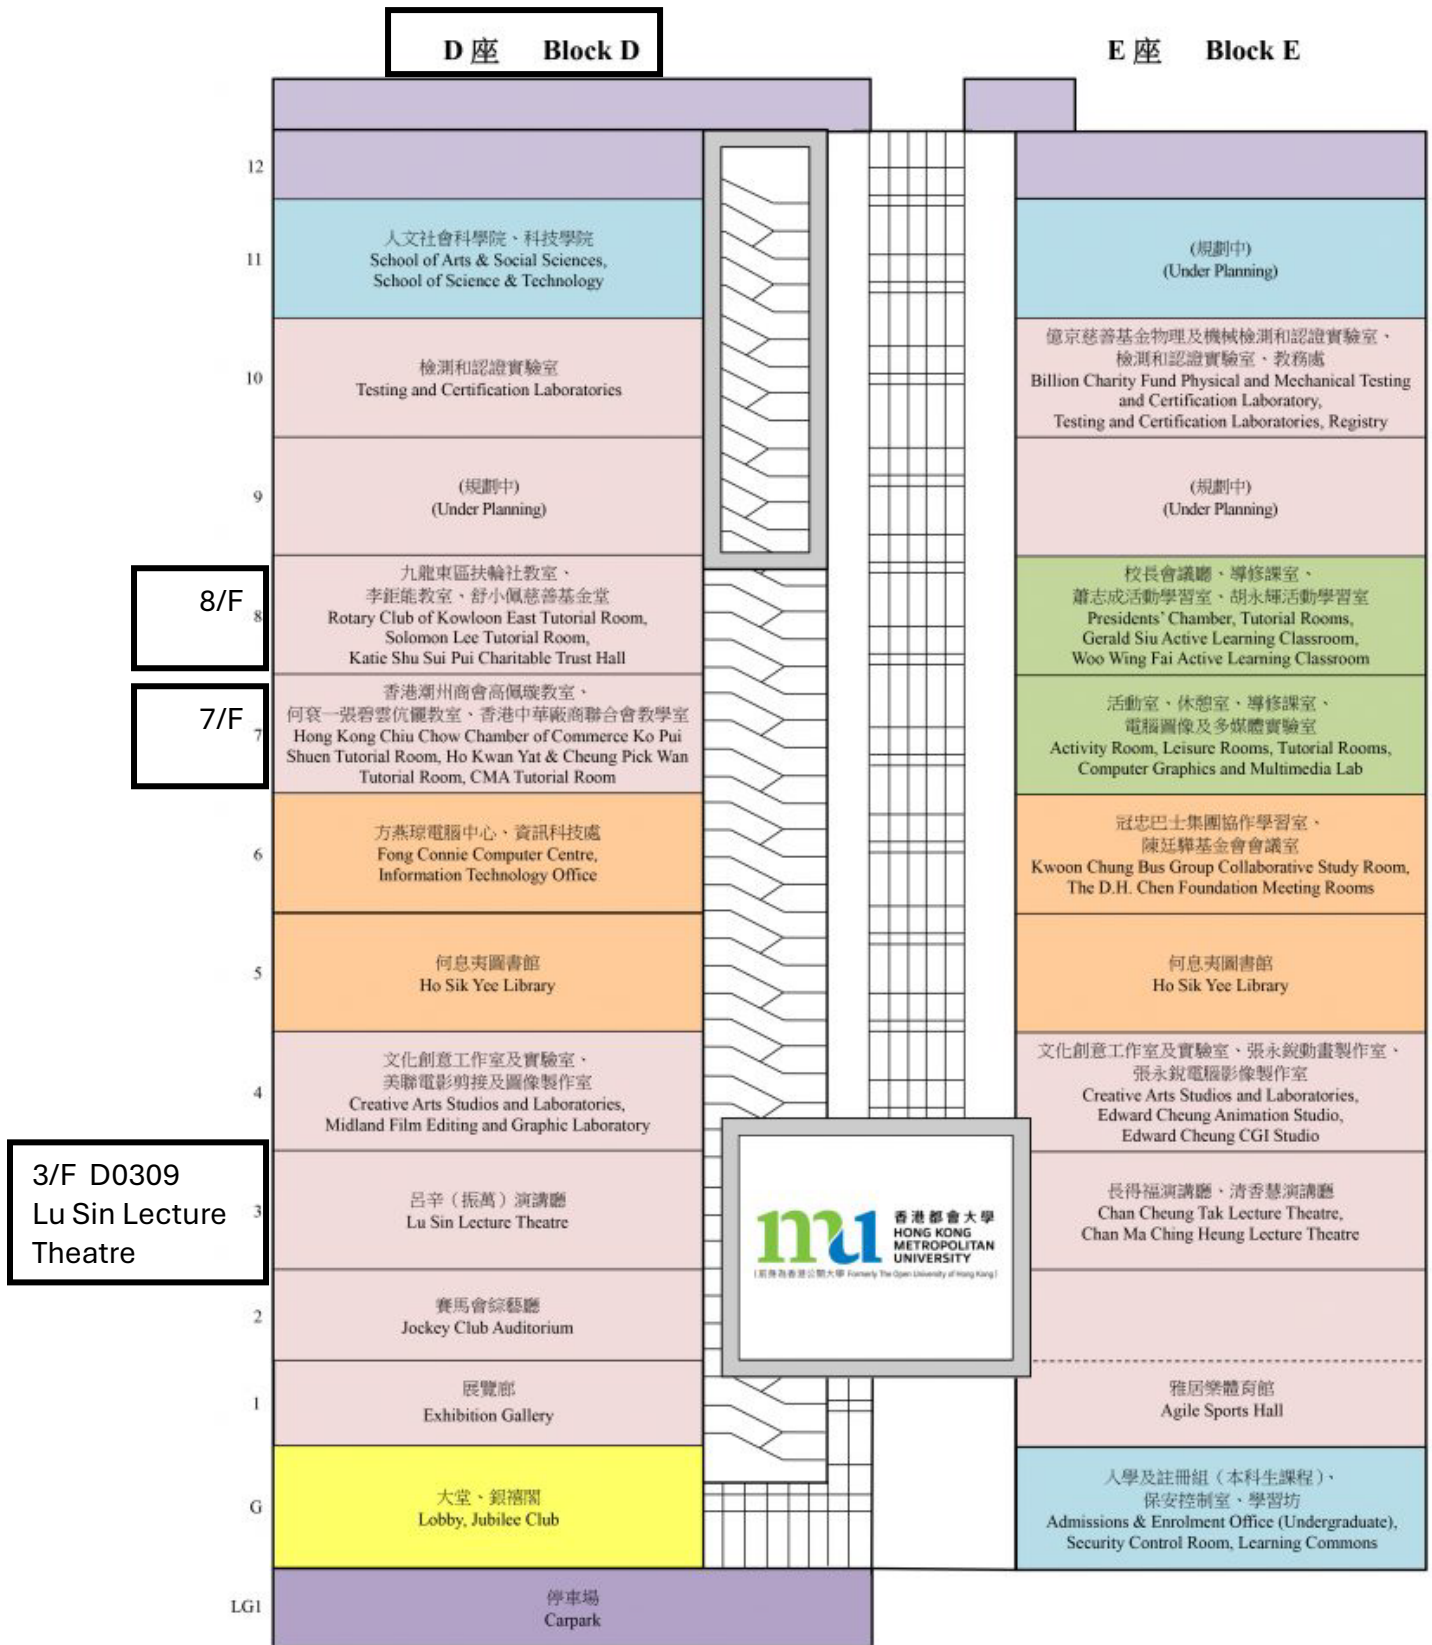 D 座 Block D
E 座 Block E
12
11
人文社會科學院、科技學院
School of Arts & Social Sciences,
School of Science & Technology
(規劃中)
(Under Planning)
10
檢測和認證實驗室
Testing and Certification Laboratories
億京慈善基金物理及機械檢測和認證實驗室、
檢測和認證實驗室、教務處
Billion Charity Fund Physical and Mechanical Testing
and Certification Laboratory,
Testing and Certification Laboratories, Registry
9
(規劃中)
(Under Planning)
(規劃中)
(Under Planning)
8/F
8
九龍東區扶輪社教室、
李鉅能教室、舒小佩慈善基金堂
Rotary Club of Kowloon East Tutorial Room,
Solomon Lee Tutorial Room,
Katie Shu Sui Pui Charitable Trust Hall
校長會議廳、導修課室、
蕭志成活動學習室、胡永輝活動學習室
Presidents' Chamber, Tutorial Rooms,
Gerald Siu Active Learning Classroom,
Woo Wing Fai Active Learning Classroom
7/F
7
香港潮州商會高佩璇教室、
何袞一張碧雲伉儷教室、香港中華廠商聯合會教學室
Hong Kong Chiu Chow Chamber of Commerce Ko Pui
Shuen Tutorial Room, Ho Kwan Yat & Cheung Pick Wan
Tutorial Room, CMA Tutorial Room
活動室、休憩室、導修課室、
電腦圖像及多媒體實驗室
Activity Room, Leisure Rooms, Tutorial Rooms,
Computer Graphics and Multimedia Lab
6
方燕琼電腦中心、資訊科技處
Fong Connie Computer Centre,
Information Technology Office
冠忠巴士集團協作學習室、
陳廷驊基金會會議室
Kwoon Chung Bus Group Collaborative Study Room,
The D.H. Chen Foundation Meeting Rooms
5
何息夷圖書館
Ho Sik Yee Library
何息夷圖書館
Ho Sik Yee Library
4
文化創意工作室及實驗室、
美聯電影剪接及圖像製作室
Creative Arts Studios and Laboratories,
Midland Film Editing and Graphic Laboratory
文化創意工作室及實驗室、張永銳動畫製作室、
張永銳電腦影像製作室
Creative Arts Studios and Laboratories,
Edward Cheung Animation Studio,
Edward Cheung CGI Studio
3/F D0309
Lu Sin Lecture
Theatre
3
呂辛（振萬）演講廳
Lu Sin Lecture Theatre
長得福演講廳、清香慧演講廳
Chan Cheung Tak Lecture Theatre,
Chan Ma Ching Heung Lecture Theatre
mu
香港都會大學
HONG KONG
METROPOLITAN
UNIVERSITY
(前身為香港公開大學 Formerly The Open University of Hong Kong)
2
賽馬會綜藝廳
Jockey Club Auditorium
1
展覽廊
Exhibition Gallery
雅居樂體育館
Agile Sports Hall
G
大堂、銀禧閣
Lobby, Jubilee Club
入學及註冊組（本科生課程）、
保安控制室、學習坊
Admissions & Enrolment Office (Undergraduate),
Security Control Room, Learning Commons
LG1
停車場
Carpark